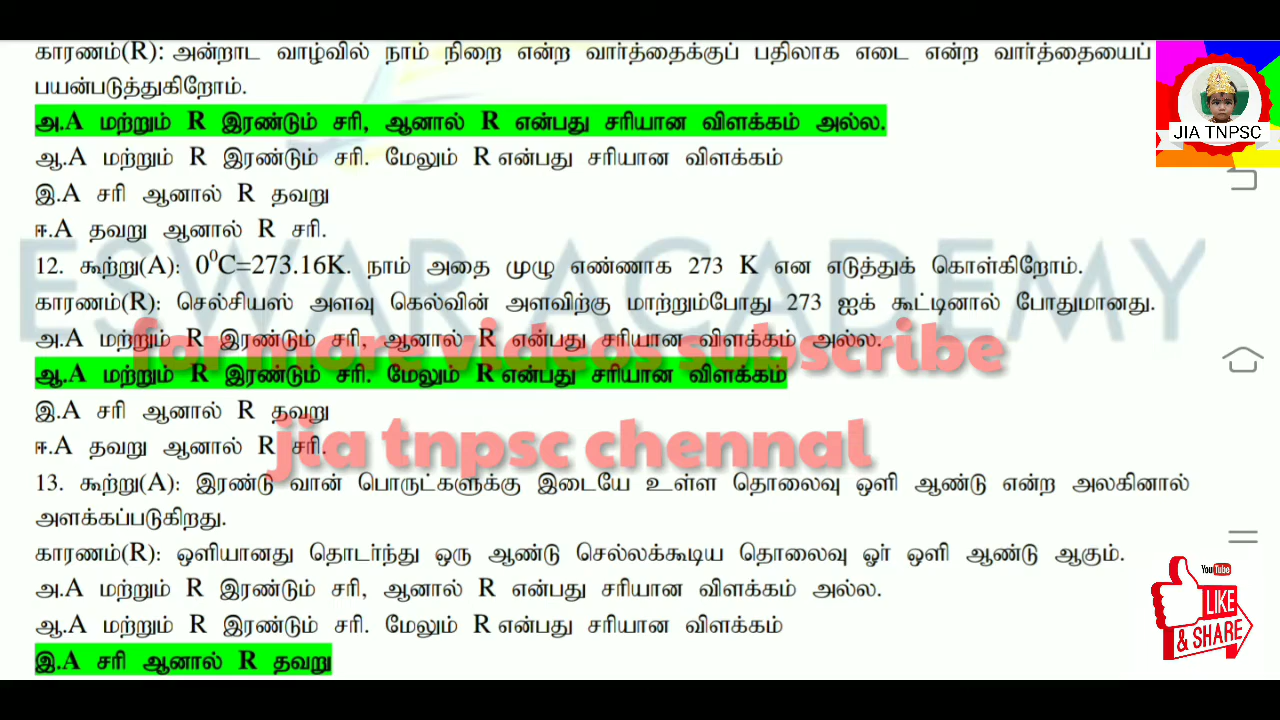 காரணம்(R): அன்றாட வாழ்வில் நாம் நிறை என்ற வார்த்தைக்குப் பதிலாக எடை என்ற வார்த்தையைப்
பயன்படுத்துகிறோம்.
அ.A மற்றும் R இரண்டும் சரி, ஆனால் R என்பது சரியான விளக்கம் அல்ல.
JIA TNPSC
ஆ.A மற்றும் R இரண்டும் சரி. மேலும் R என்பது சரியான விளக்கம்
இ.A சரி ஆனால் R தவறு
ஈ.A தவறு ஆனால் R சரி.
ESWAR ACADEMY
12. கூற்று(A): 0⁰C=273.16K. நாம் அதை முழு எண்ணாக 273 K என எடுத்துக் கொள்கிறோம்.
காரணம்(R): செல்சியஸ் அளவு கெல்வின் அளவிற்கு மாற்றும்போது 273 ஐக் கூட்டினால் போதுமானது.
அ.A மற்றும் R இரண்டும் சரி, ஆனால் R என்பது சரியான விளக்கம் அல்ல.
for more videos subscribe
ஆ.A மற்றும் R இரண்டும் சரி. மேலும் R என்பது சரியான விளக்கம்
இ.A சரி ஆனால் R தவறு
ஈ.A தவறு ஆனால் R சரி.
jia tnpsc chennal
13. கூற்று(A): இரண்டு வான் பொருட்களுக்கு இடையே உள்ள தொலைவு ஒளி ஆண்டு என்ற அலகினால்
அளக்கப்படுகிறது.
காரணம்(R): ஒளியானது தொடர்ந்து ஒரு ஆண்டு செல்லக்கூடிய தொலைவு ஓர் ஒளி ஆண்டு ஆகும்.
அ.A மற்றும் R இரண்டும் சரி, ஆனால் R என்பது சரியான விளக்கம் அல்ல.
ஆ.A மற்றும் R இரண்டும் சரி. மேலும் R என்பது சரியான விளக்கம்
இ.A சரி ஆனால் R தவறு
YouTube
LIKE
& SHARE